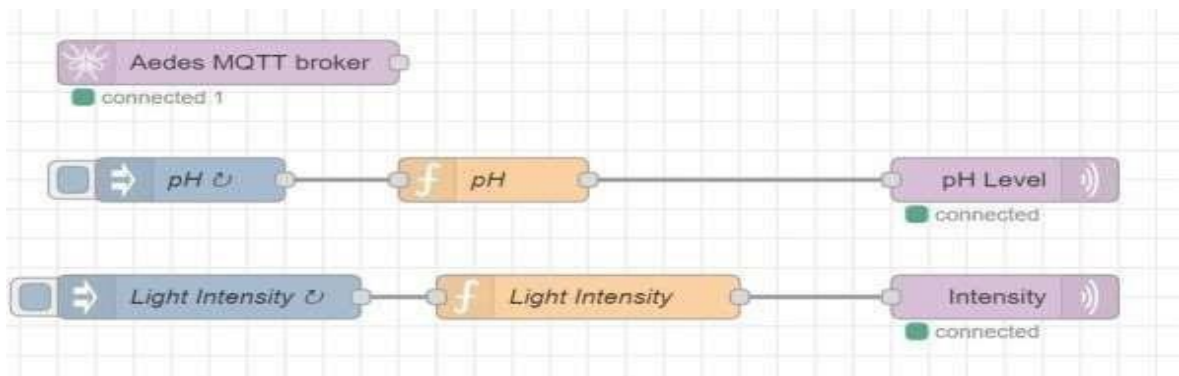 Aedes MQTT broker
connected 1
pH ↻
f
pH
pH Level
connected
Light Intensity ↻
f
Light Intensity
Intensity
connected